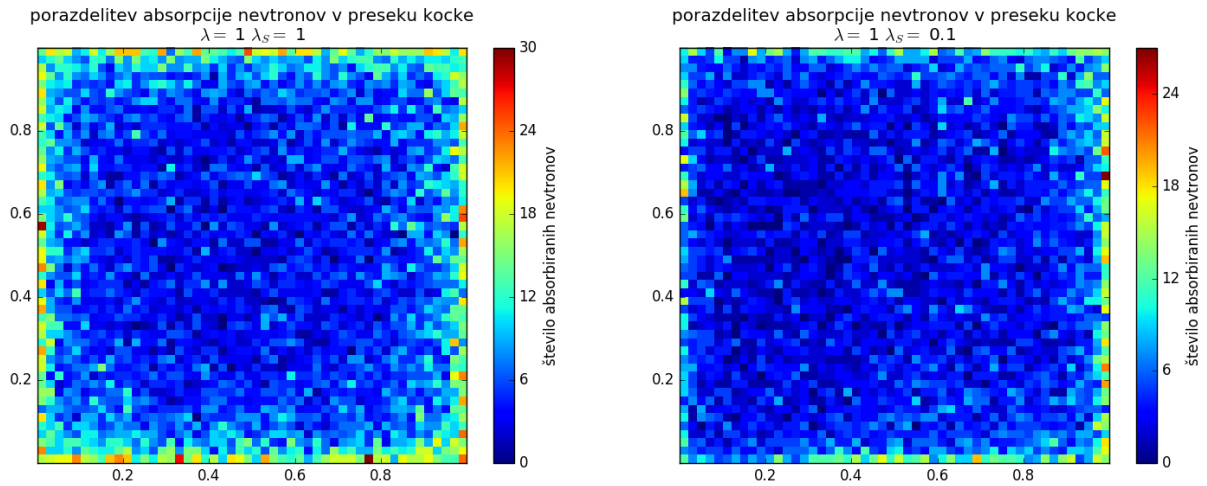 porazdelitev absorpcije nevtronov v preseku kocke
λ = 1 λ_S = 1
30
24
18
12
6
0
število absorbiranih nevtronov
0.8
0.6
0.4
0.2
0.2 0.4 0.6 0.8
porazdelitev absorpcije nevtronov v preseku kocke
λ = 1 λ_S = 0.1
24
18
12
6
0
število absorbiranih nevtronov
0.8
0.6
0.4
0.2
0.2 0.4 0.6 0.8